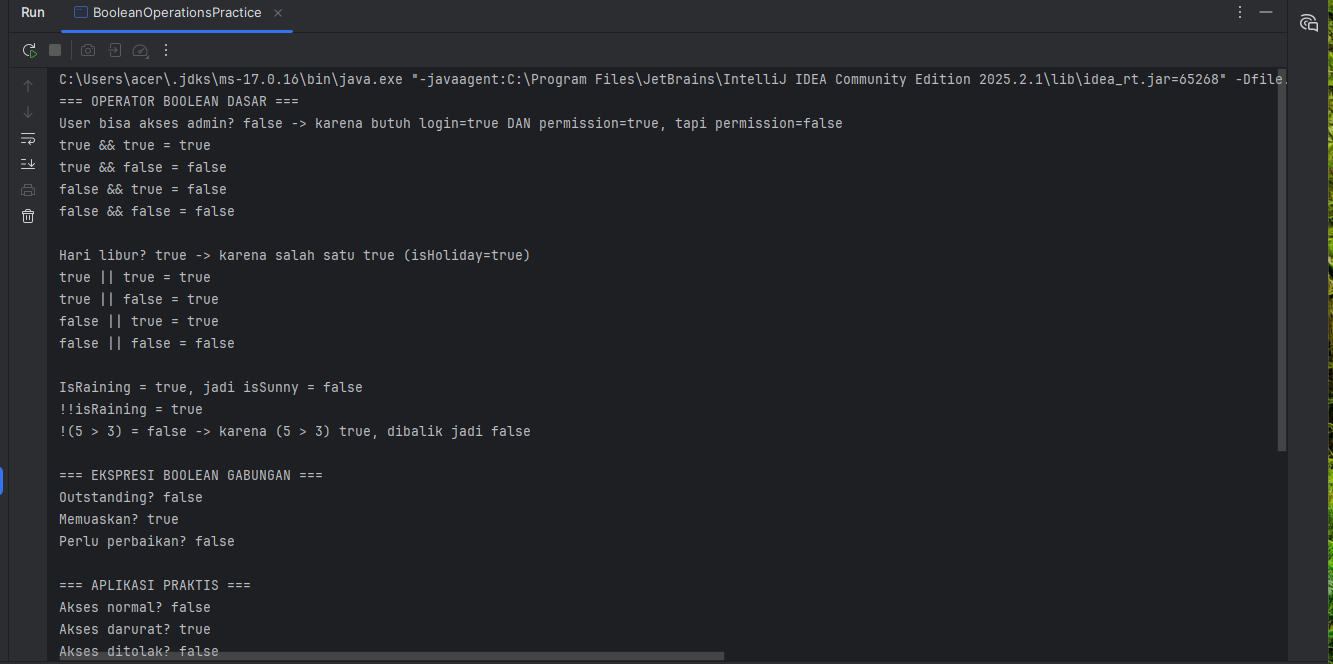 Run
BooleanOperationsPractice
C:\Users\acer\.jdks\ms-17.0.16\bin\java.exe "-javaagent:C:\Program Files\JetBrains\IntelliJ IDEA Community Edition 2025.2.1\lib\idea_rt.jar=65268" -Dfile.
=== OPERATOR BOOLEAN DASAR ===
User bisa akses admin? false -> karena butuh login=true DAN permission=true, tapi permission=false
true && true = true
true && false = false
false && true = false
false && false = false
Hari libur? true -> karena salah satu true (isHoliday=true)
true || true = true
true || false = true
false || true = true
false || false = false
IsRaining = true, jadi isSunny = false
!!isRaining = true
!(5 > 3) = false -> karena (5 > 3) true, dibalik jadi false
=== EKSPRESI BOOLEAN GABUNGAN ===
Outstanding? false
Memuaskan? true
Perlu perbaikan? false
=== APLIKASI PRAKTIS ===
Akses normal? false
Akses darurat? true
Akses ditolak? false